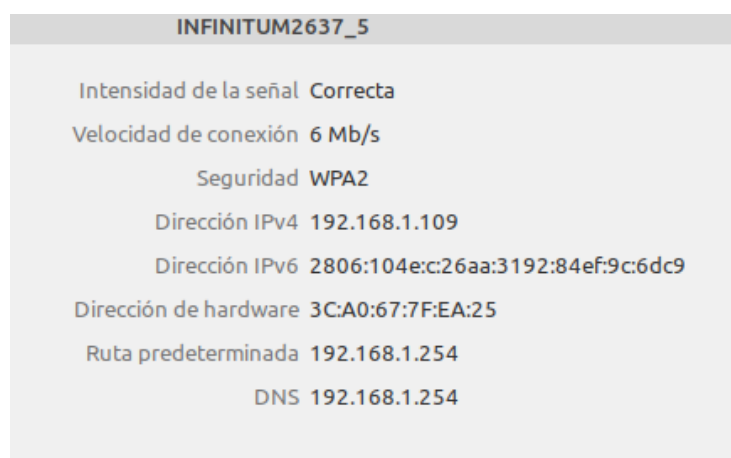 INFINITUM2637_5
Intensidad de la señal Correcta
Velocidad de conexión 6 Mb/s
Seguridad WPA2
Dirección IPv4 192.168.1.109
Dirección IPv6 2806:104e:c:26aa:3192:84ef:9c:6dc9
Dirección de hardware 3C:A0:67:7F:EA:25
Ruta predeterminada 192.168.1.254
DNS 192.168.1.254